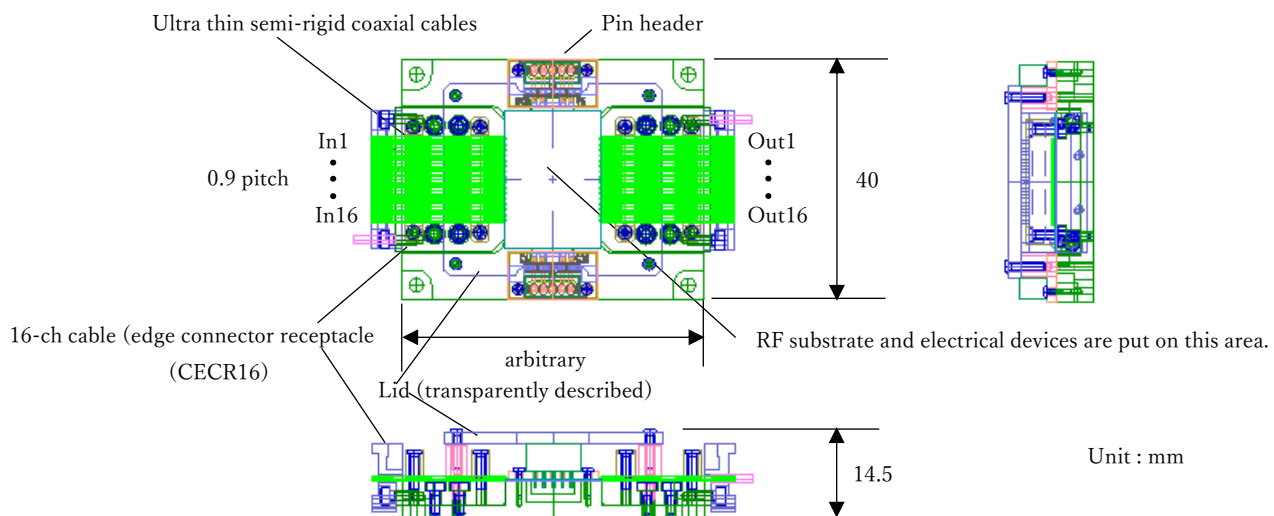 Ultra thin semi-rigid coaxial cables
Pin header
In1
Out1
0.9 pitch
40
In16
Out16
16-ch cable (edge connector receptacle
(CECR16)
arbitrary
RF substrate and electrical devices are put on this area.
Lid (transparently described)
14.5
Unit : mm